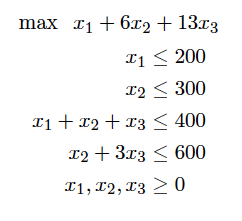 max x₁ + 6x₂ + 13x₃
x₁ ≤ 200
x₂ ≤ 300
x₁ + x₂ + x₃ ≤ 400
x₂ + 3x₃ ≤ 600
x₁, x₂, x₃ ≥ 0